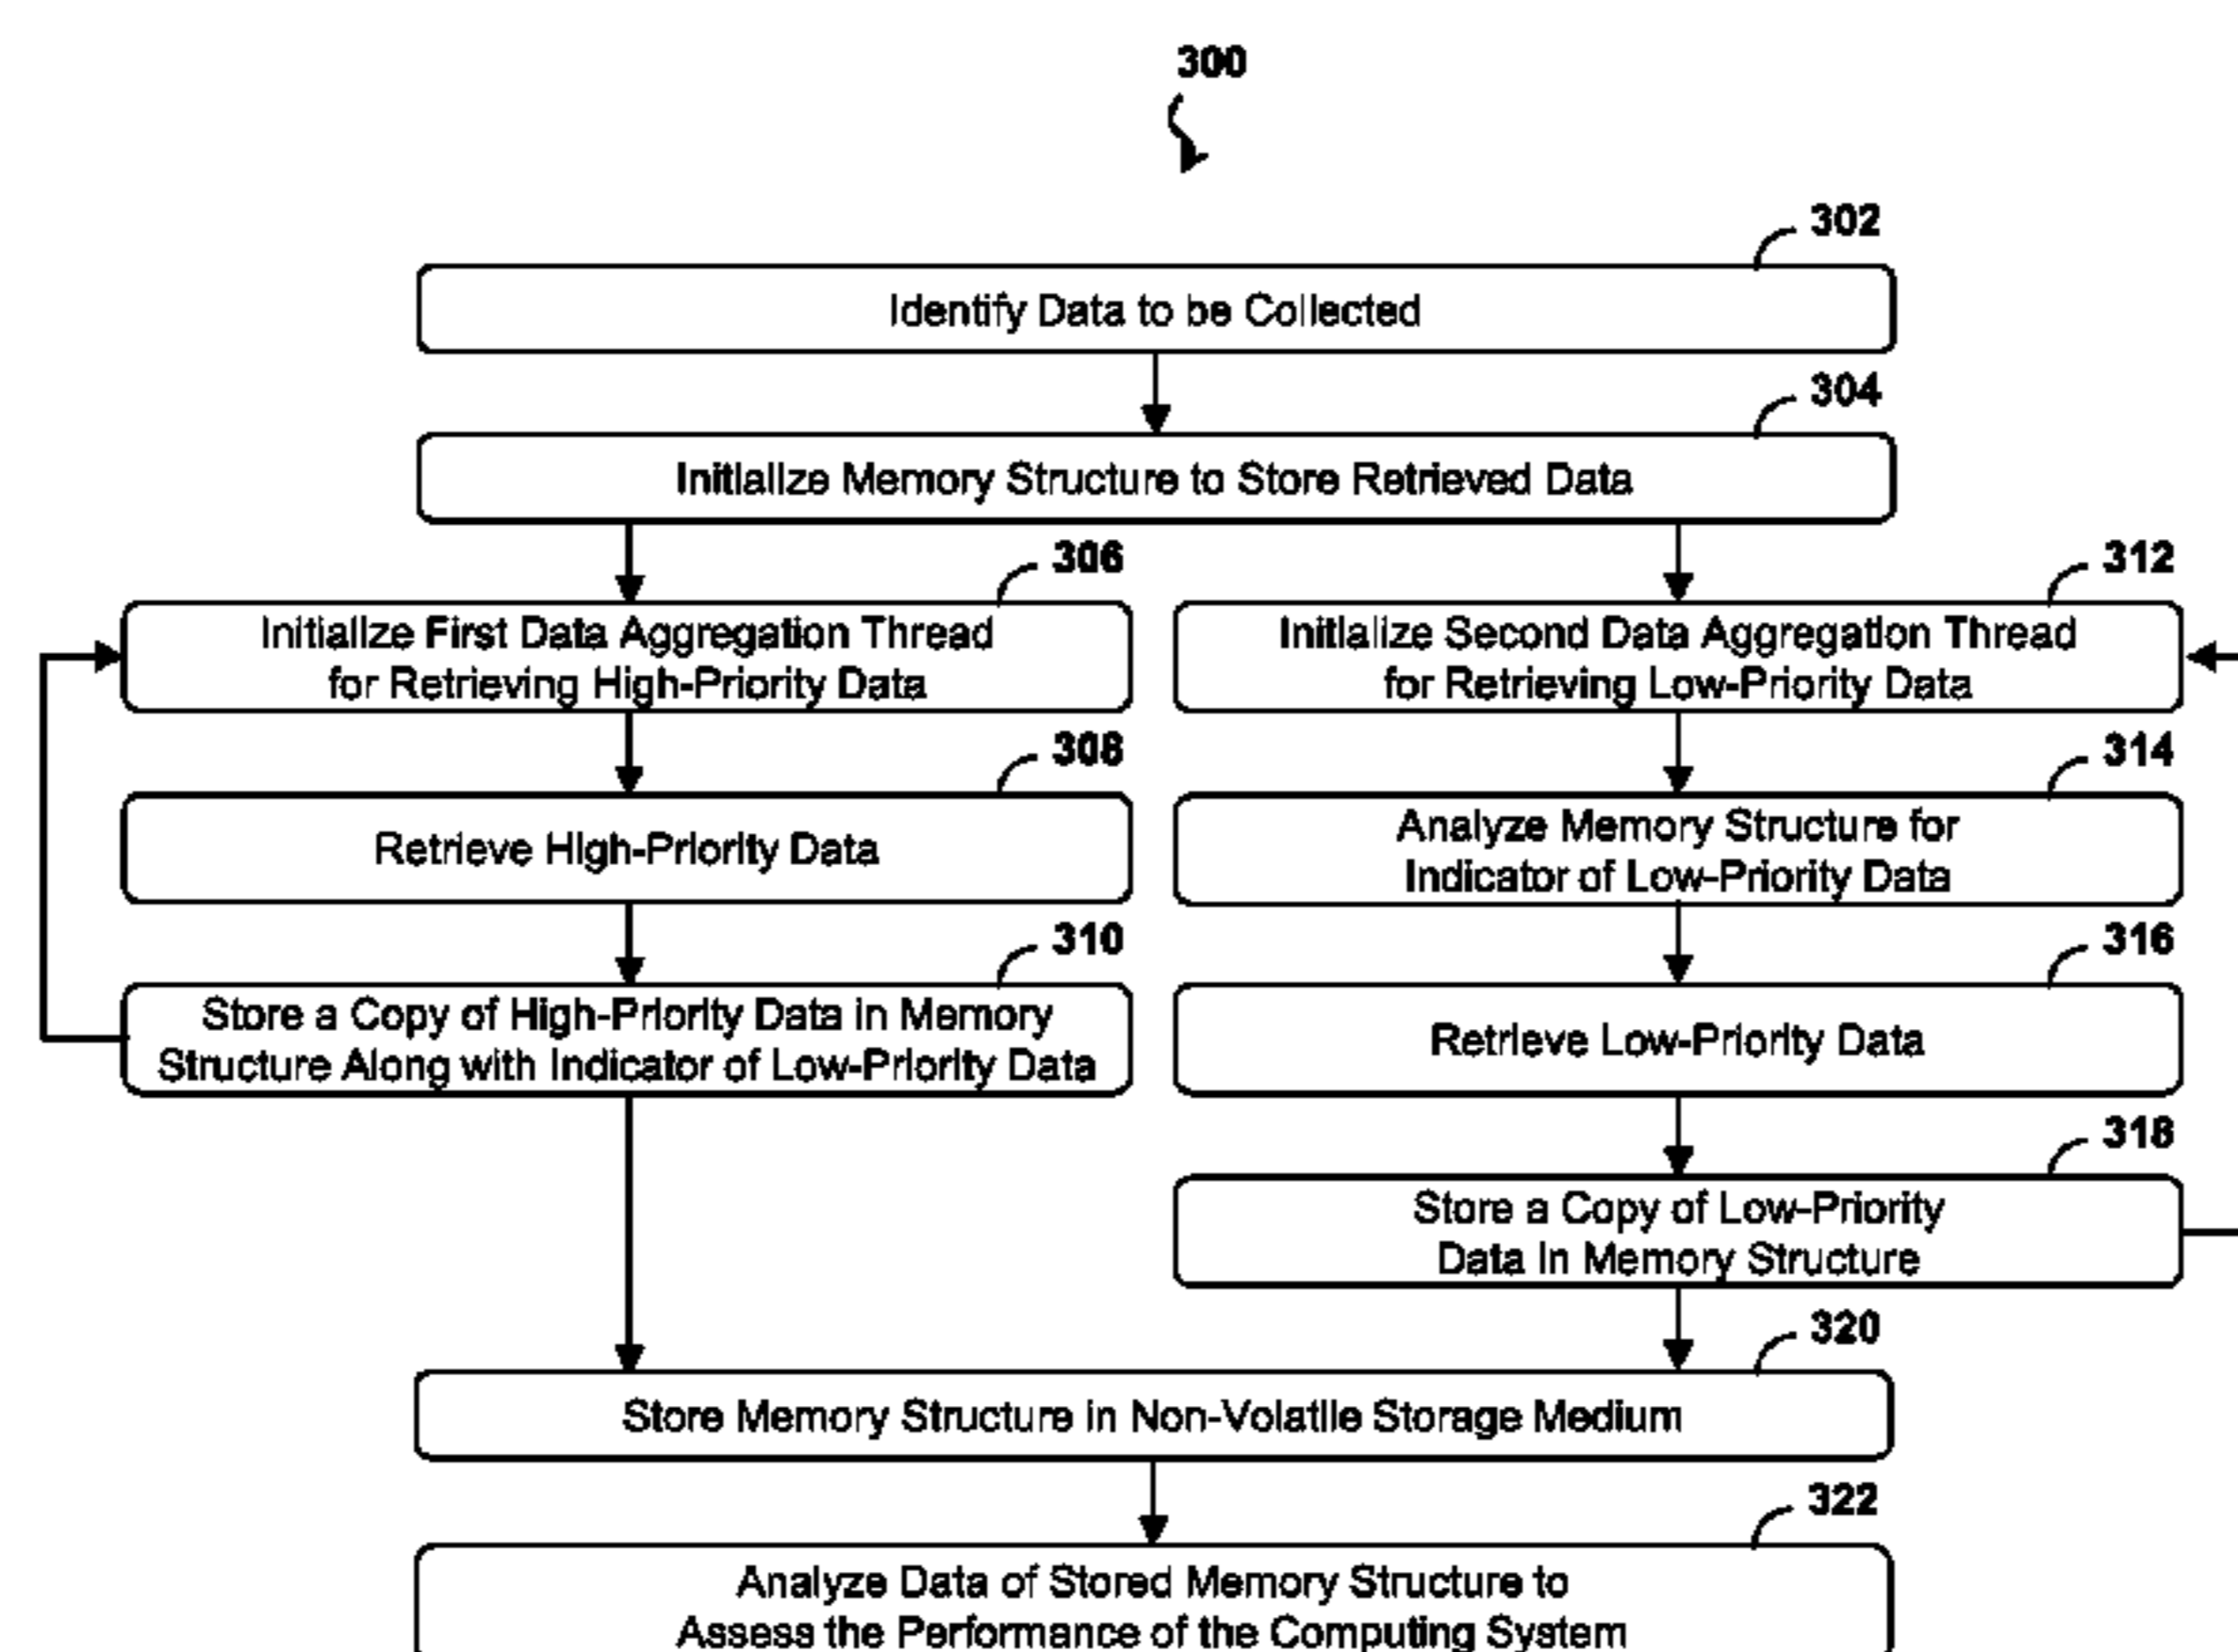 300
302
Identify Data to be Collected
304
Initialize Memory Structure to Store Retrieved Data
306
Initialize First Data Aggregation Thread
for Retrieving High-Priority Data
308
Retrieve High-Priority Data
310
Store a Copy of High-Priority Data in Memory
Structure Along with Indicator of Low-Priority Data
312
Initialize Second Data Aggregation Thread
for Retrieving Low-Priority Data
314
Analyze Memory Structure for
Indicator of Low-Priority Data
316
Retrieve Low-Priority Data
318
Store a Copy of Low-Priority
Data in Memory Structure
320
Store Memory Structure in Non-Volatile Storage Medium
322
Analyze Data of Stored Memory Structure to
Assess the Performance of the Computing System